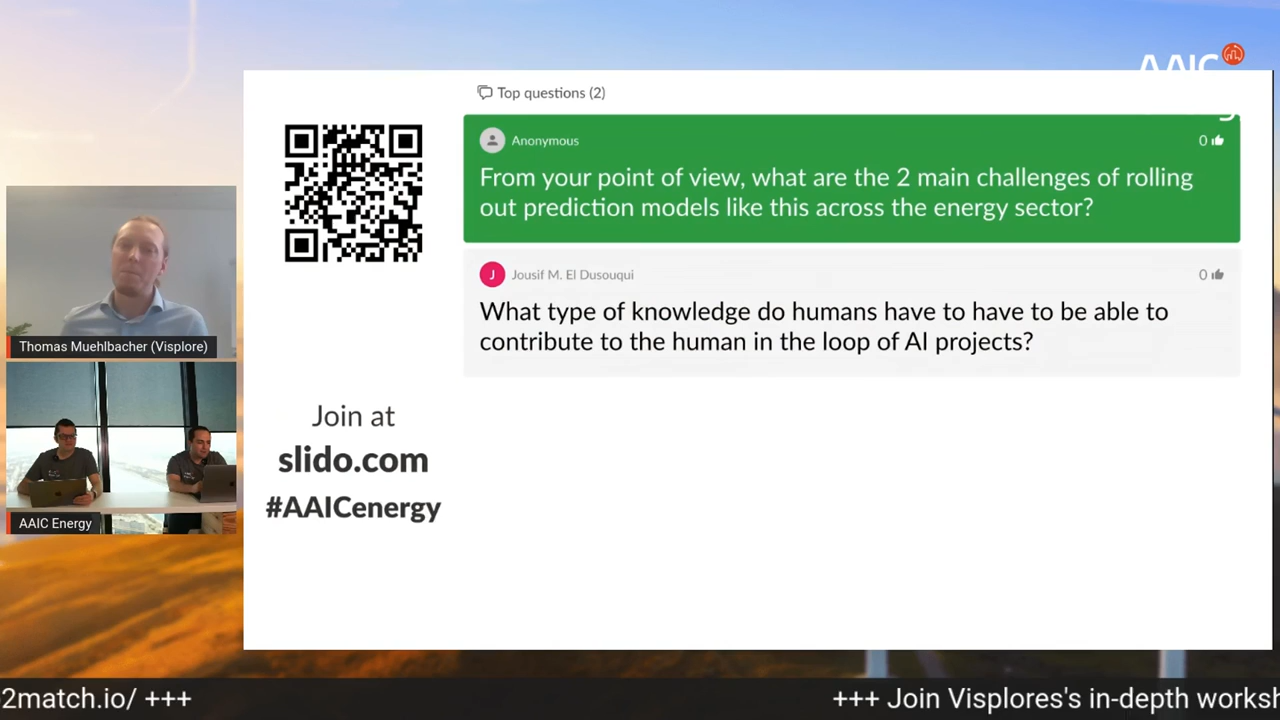 AAIC
Top questions (2)
Anonymous
0
From your point of view, what are the 2 main challenges of rolling
out prediction models like this across the energy sector?
J
Jousif M. El Dusouqui
0
What type of knowledge do humans have to have to be able to
contribute to the human in the loop of AI projects?
Thomas Muehlbacher (Visplore)
AAIC Energy
Join at
slido.com
#AAICenergy
2match.io/ +++
+++ Join Visplores's in-depth worksh